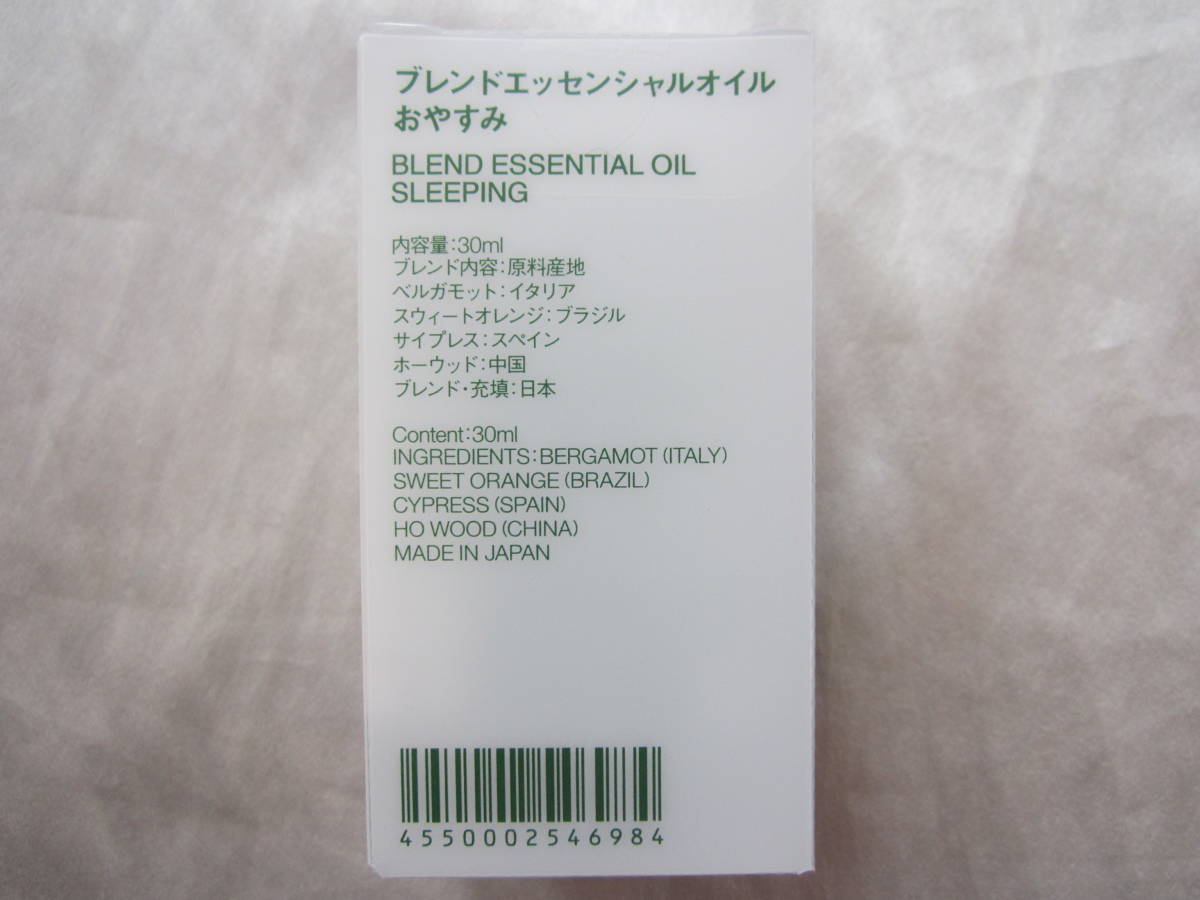 ブレンドエッセンシャルオイル
おやすみ
BLEND ESSENTIAL OIL
SLEEPING
内容量:30ml
ブレンド内容:原料産地
ベルガモット:イタリア
スウィートオレンジ:ブラジル
サイプレス:スペイン
ホーウッド:中国
ブレンド・充填:日本
Content:30ml
INGREDIENTS:BERGAMOT (ITALY)
SWEET ORANGE (BRAZIL)
CYPRESS (SPAIN)
HO WOOD (CHINA)
MADE IN JAPAN
4550002546984